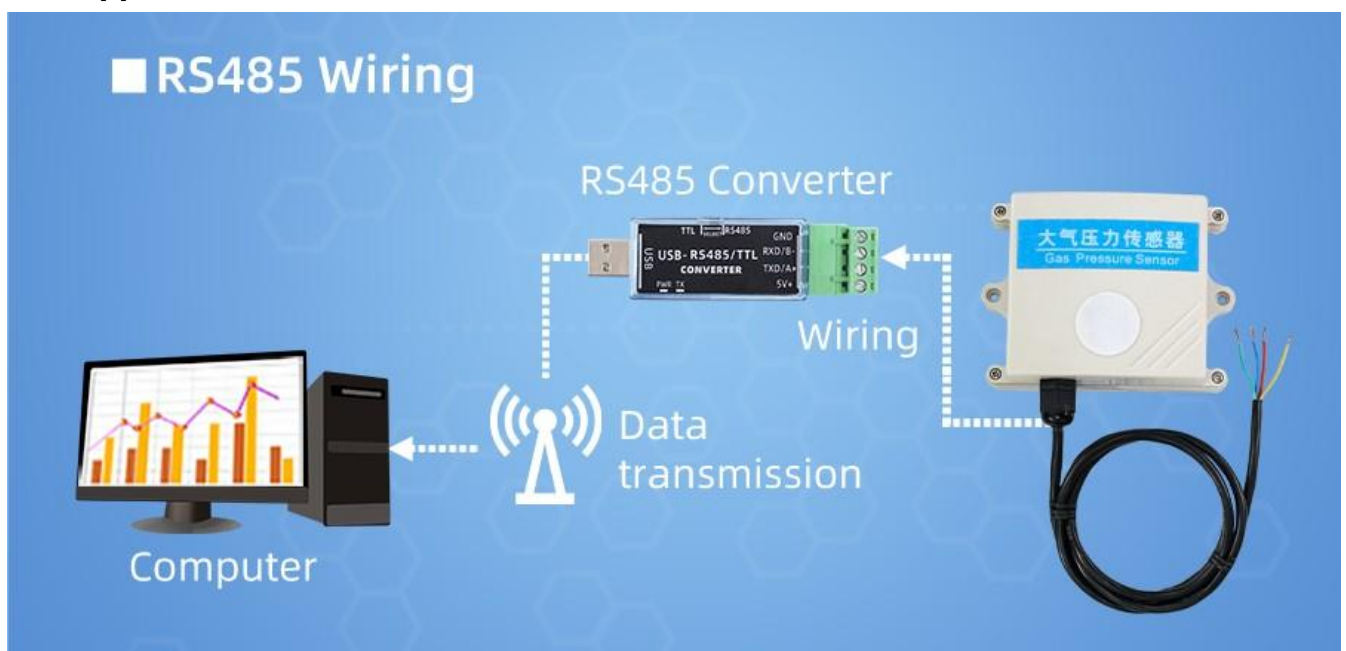 RS485 Wiring
RS485 Converter
TTL
RS485
GND
USB
USB-RS485/TTL
RXD/B-
CONVERTER
TXD/A+
PWR TX
5V+
大气压力传感器
Gas Pressure Sensor
Wiring
Data
transmission
Computer